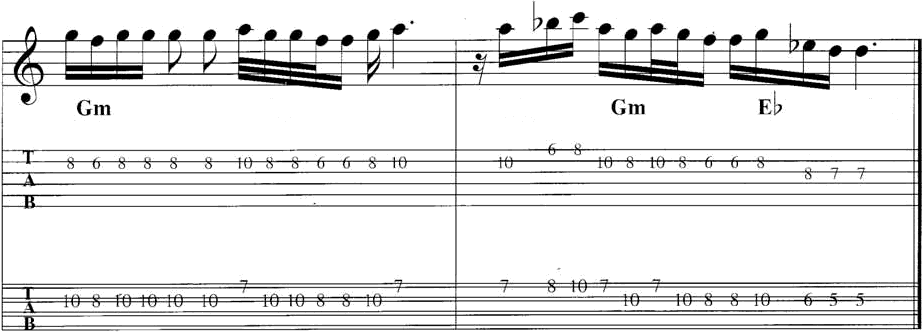 Gm Gm E♭
T 6 8
8 6 8 8 8 8 10 8 8 6 6 8 10 10 10 8 10 8 6 6 8
A 8 7 7
B
T 7 7 7 8 10 7 7
A 10 8 10 10 10 10 10 10 8 8 10 10 10 8 8 10 6 5 5
B